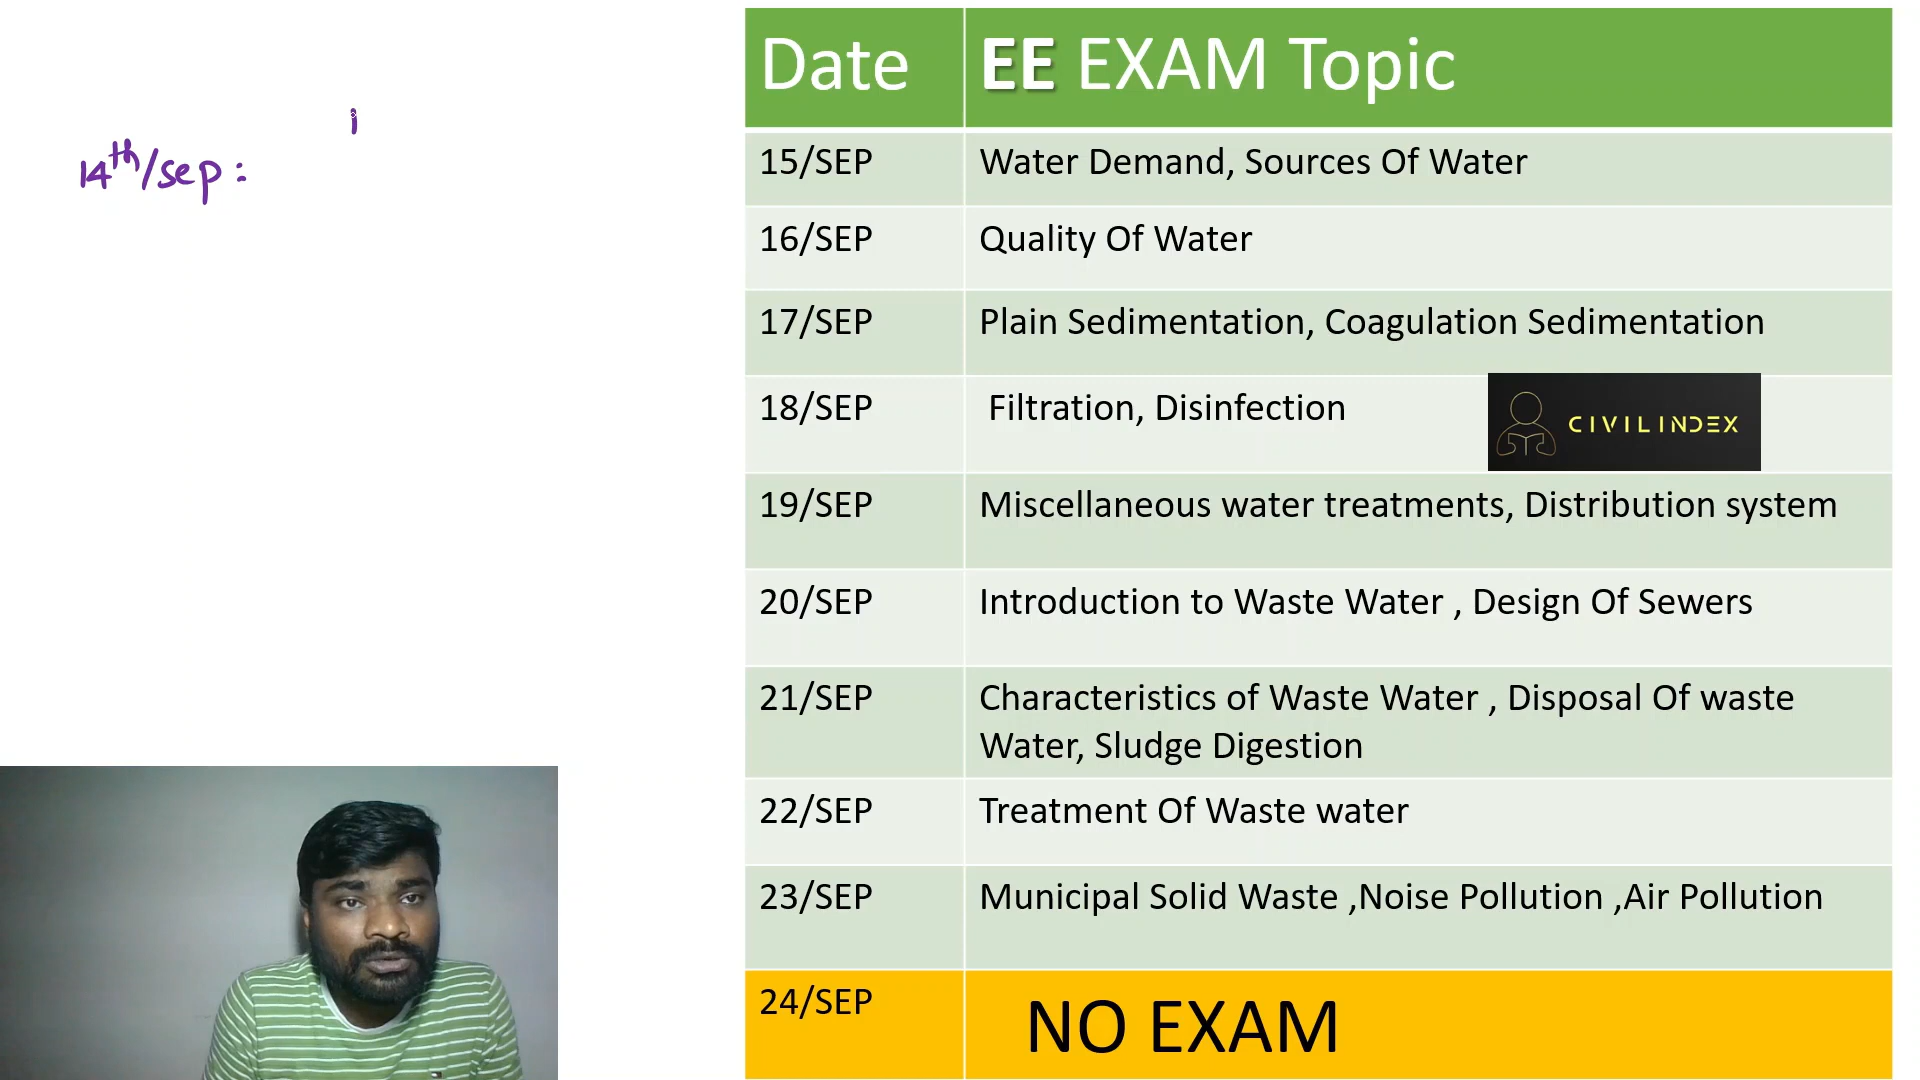 14th/sep :
Date EE EXAM Topic
15/SEP Water Demand, Sources Of Water
16/SEP Quality Of Water
17/SEP Plain Sedimentation, Coagulation Sedimentation
18/SEP Filtration, Disinfection
CIVILINDEX
19/SEP Miscellaneous water treatments, Distribution system
20/SEP Introduction to Waste Water , Design Of Sewers
21/SEP Characteristics of Waste Water , Disposal Of waste
Water, Sludge Digestion
22/SEP Treatment Of Waste water
23/SEP Municipal Solid Waste ,Noise Pollution ,Air Pollution
24/SEP NO EXAM